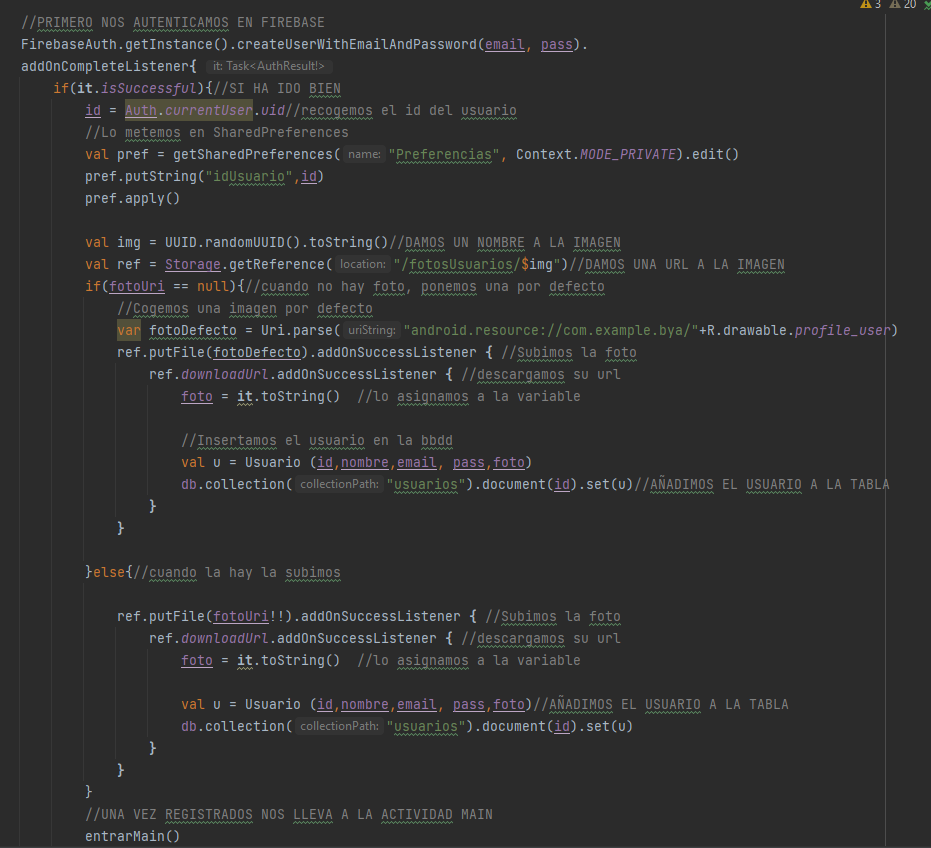 3 20
//PRIMERO NOS AUTENTICAMOS EN FIREBASE
FirebaseAuth.getInstance().createUserWithEmailAndPassword(email, pass).
addOnCompleteListener{ it: Task<AuthResult!>
if(it.isSuccessful){//SI HA IDO BIEN
id = Auth.currentUser.uid//recogemos el id del usuario
//Lo metemos en SharedPreferences
val pref = getSharedPreferences( name: "Preferencias", Context.MODE_PRIVATE).edit()
pref.putString("idUsuario",id)
pref.apply()
val img = UUID.randomUUID().toString()//DAMOS UN NOMBRE A LA IMAGEN
val ref = Storage.getReference( location: "/fotosUsuarios/$img")//DAMOS UNA URL A LA IMAGEN
if(fotoUri == null){//cuando no hay foto, ponemos una por defecto
//Cogemos una imagen por defecto
var fotoDefecto = Uri.parse( uriString: "android.resource://com.example.bya/"+R.drawable.profile_user)
ref.putFile(fotoDefecto).addOnSuccessListener { //Subimos la foto
ref.downloadUrl.addOnSuccessListener { //descargamos su url
foto = it.toString()  //lo asignamos a la variable
//Insertamos el usuario en la bbdd
val u = Usuario (id,nombre,email, pass,foto)
db.collection( collectionPath: "usuarios").document(id).set(u)//AÑADIMOS EL USUARIO A LA TABLA
}
}
}else{//cuando la hay la subimos
ref.putFile(fotoUri!!).addOnSuccessListener { //Subimos la foto
ref.downloadUrl.addOnSuccessListener { //descargamos su url
foto = it.toString()  //lo asignamos a la variable
val u = Usuario (id,nombre,email, pass,foto)//AÑADIMOS EL USUARIO A LA TABLA
db.collection( collectionPath: "usuarios").document(id).set(u)
}
}
}
//UNA VEZ REGISTRADOS NOS LLEVA A LA ACTIVIDAD MAIN
entrarMain()